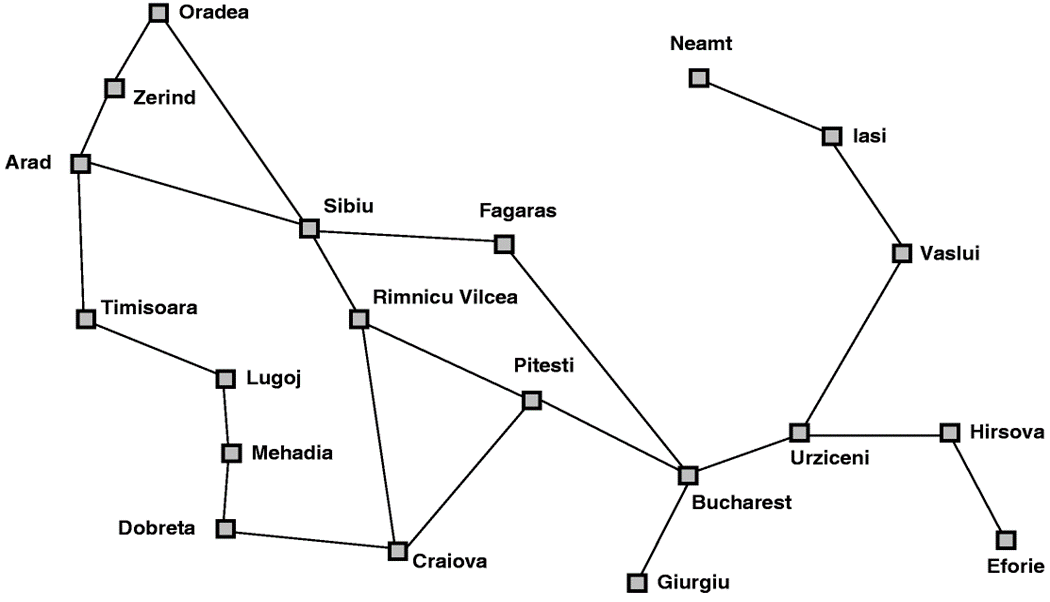 Oradea
Neamt
Zerind
Iasi
Arad
Sibiu
Fagaras
Vaslui
Rimnicu Vilcea
Timisoara
Pitesti
Lugoj
Hirsova
Mehadia
Urziceni
Bucharest
Dobreta
Craiova
Eforie
Giurgiu